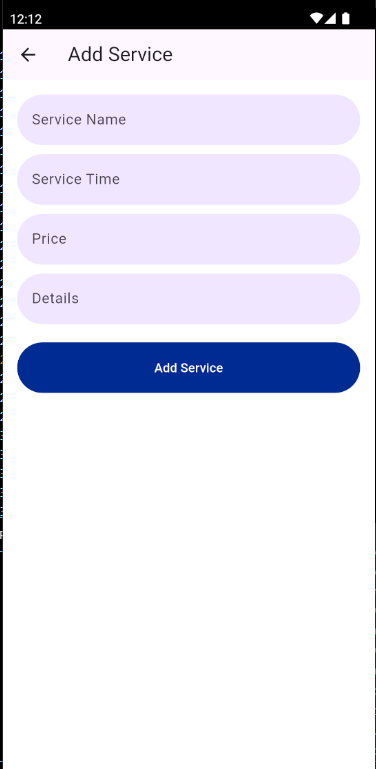 12:12
Add Service
Service Name
Service Time
Price
Details
Add Service